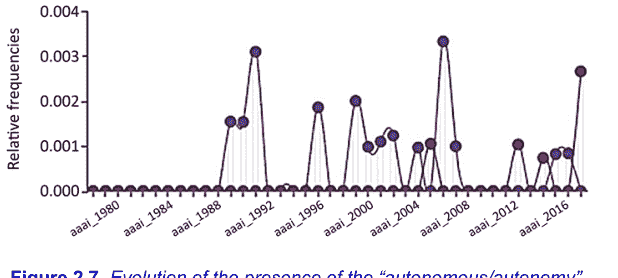 0.004
0.003
0.002
0.001
0.000
Relative frequencies
aaai_1980 aaai_1984 aaai_1988 aaai_1992 aaai_1996 aaai_2000 aaai_2004 aaai_2008 aaai_2012 aaai_2016
Figure 2.7. Evolution of the presence of the “autonomous/autonomy”